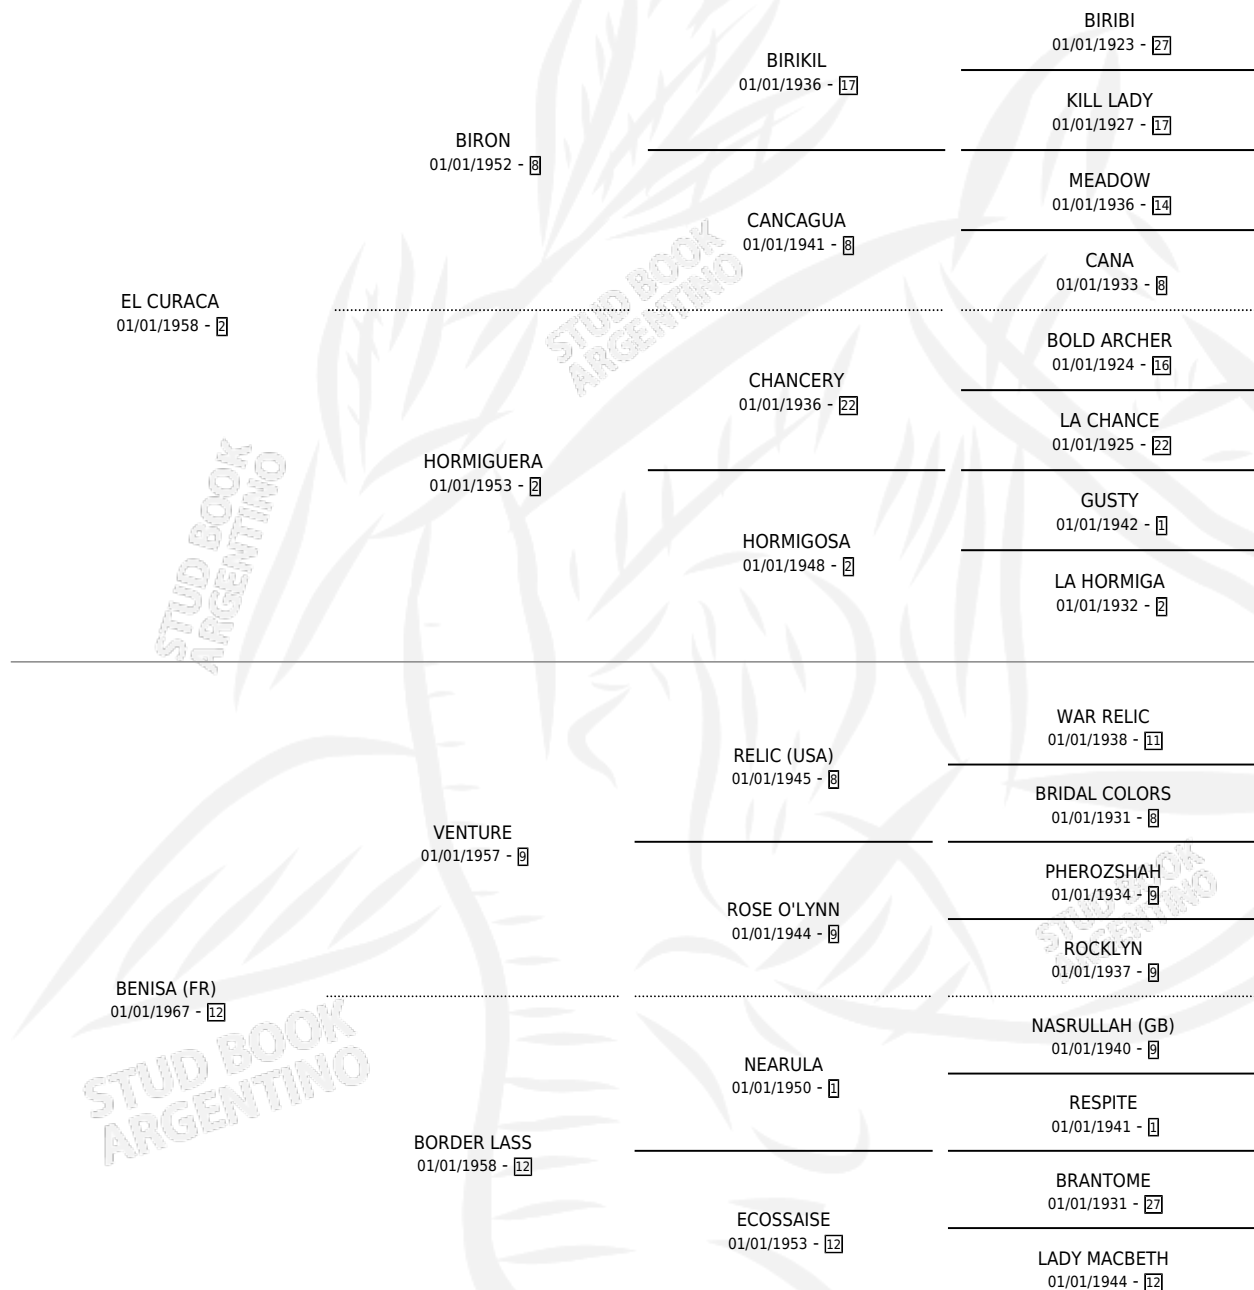 BIRIBI
01/01/1923 - 27
BIRIKIL
01/01/1936 - 17
KILL LADY
01/01/1927 - 17
BIRON
01/01/1952 - 8
MEADOW
01/01/1936 - 14
CANCAGUA
01/01/1941 - 8
CANA
01/01/1933 - 8
EL CURACA
01/01/1958 - 2
BOLD ARCHER
01/01/1924 - 16
CHANCERY
01/01/1936 - 22
LA CHANCE
01/01/1925 - 22
HORMIGUERA
01/01/1953 - 2
GUSTY
01/01/1942 - 1
HORMIGOSA
01/01/1948 - 2
LA HORMIGA
01/01/1932 - 2
WAR RELIC
01/01/1938 - 11
RELIC (USA)
01/01/1945 - 8
BRIDAL COLORS
01/01/1931 - 8
VENTURE
01/01/1957 - 9
PHEROZSHAH
01/01/1934 - 9
ROSE O'LYNN
01/01/1944 - 9
ROCKLYN
01/01/1937 - 9
BENISA (FR)
01/01/1967 - 12
NASRULLAH (GB)
01/01/1940 - 9
NEARULA
01/01/1950 - 1
RESPITE
01/01/1941 - 1
BORDER LASS
01/01/1958 - 12
BRANTOME
01/01/1931 - 27
ECOSSAISE
01/01/1953 - 12
LADY MACBETH
01/01/1944 - 12
STUD BOOK
ARGENTINO
STUD BOOK
ARGENTINO
STUD BOOK
ARGENTINO
STUD BOOK
ARGENTINO